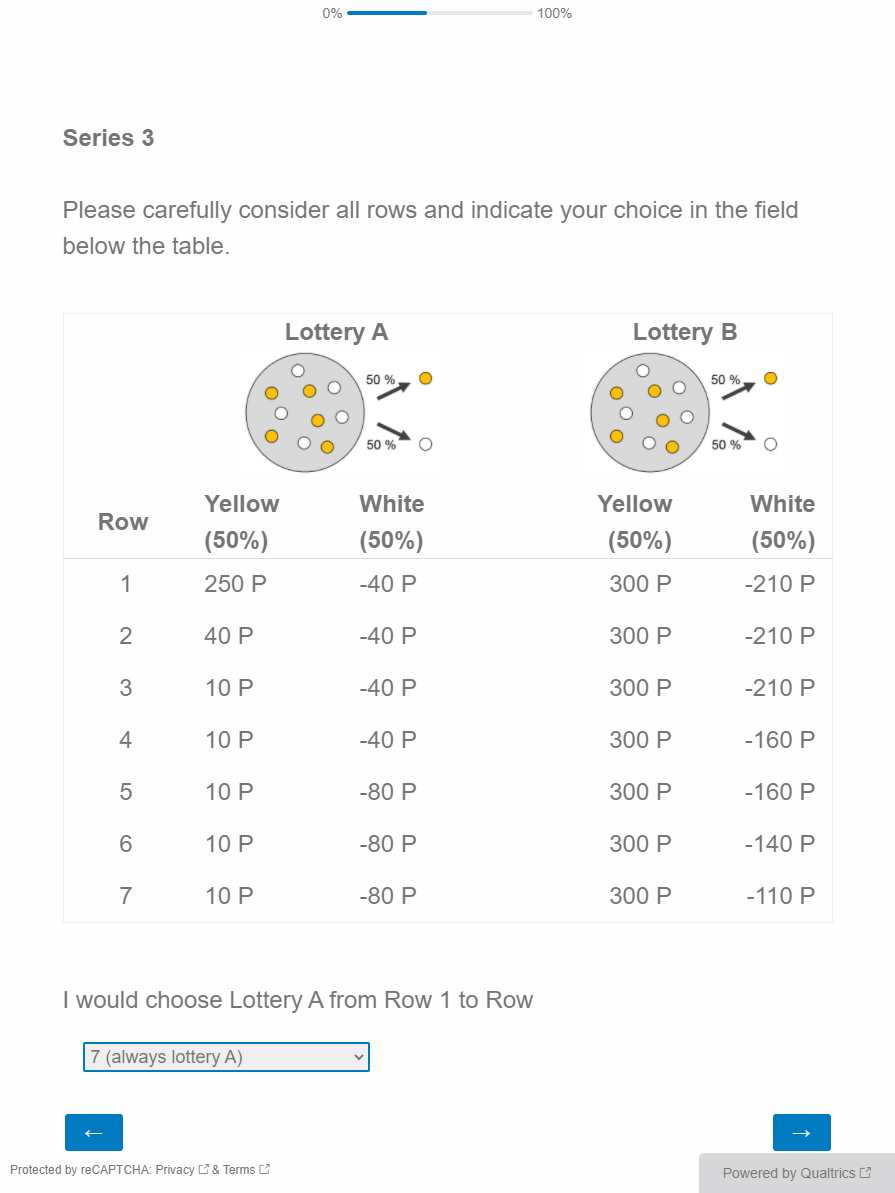 0% 100%
Series 3
Please carefully consider all rows and indicate your choice in the field
below the table.
Lottery A Lottery B
50 % 50 %
50 % 50 %
Row Yellow (50%) White (50%) Yellow (50%) White (50%)
1 250 P -40 P 300 P -210 P
2 40 P -40 P 300 P -210 P
3 10 P -40 P 300 P -210 P
4 10 P -40 P 300 P -160 P
5 10 P -80 P 300 P -160 P
6 10 P -80 P 300 P -140 P
7 10 P -80 P 300 P -110 P
I would choose Lottery A from Row 1 to Row
7 (always lottery A)
← →
Protected by reCAPTCHA: Privacy & Terms
Powered by Qualtrics